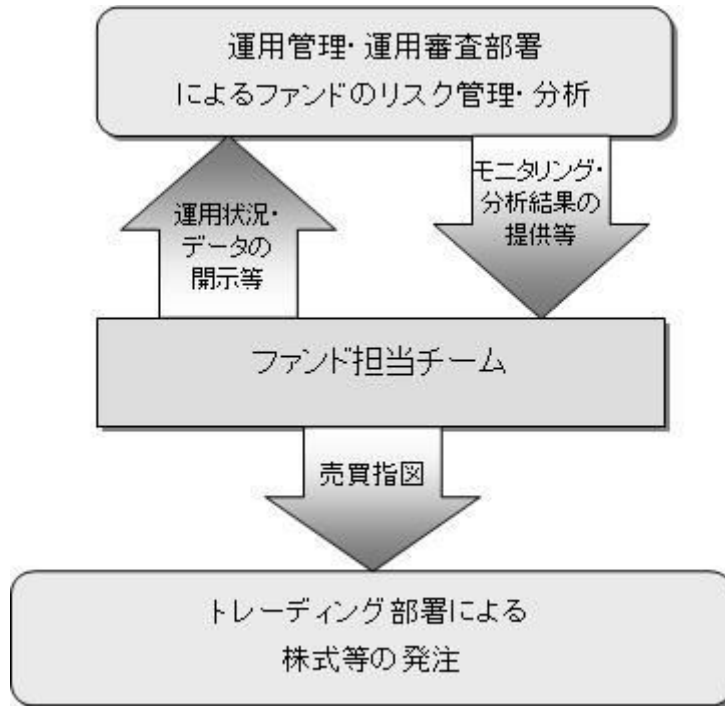 運用管理・運用審査部署
によるファンドのリスク管理・分析
運用状況・
データの
開示等
モニタリング・
分析結果の
提供等
ファンド担当チーム
売買指図
トレーディング部署による
株式等の発注